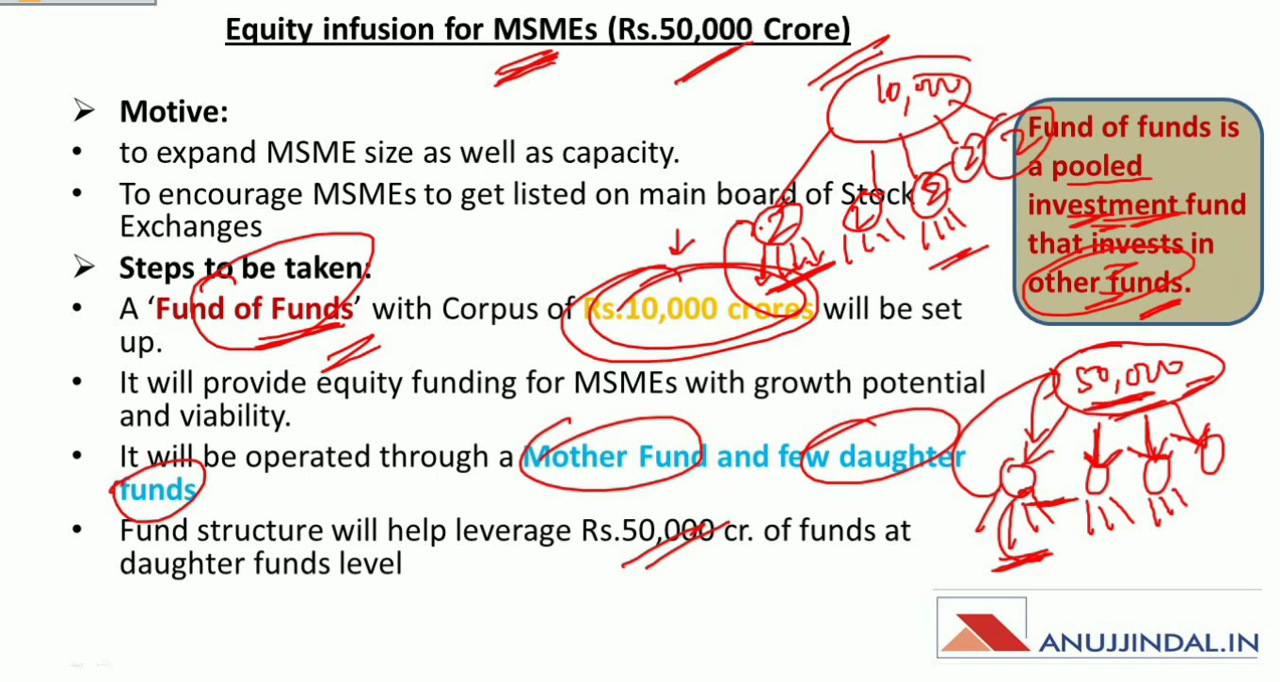 Equity infusion for MSMEs (Rs.50,000 Crore)
➢ Motive:
• to expand MSME size as well as capacity.
• To encourage MSMEs to get listed on main board of Stock
Exchanges
➢ Steps to be taken:
• A ‘Fund of Funds’ with Corpus of Rs.10,000 crores will be set
up.
• It will provide equity funding for MSMEs with growth potential
and viability.
• It will be operated through a Mother Fund and few daughter
funds
• Fund structure will help leverage Rs.50,000 cr. of funds at
daughter funds level
10,000
2
2
2
2
Fund of funds is
a pooled
investment fund
that invests in
other funds.
50,000
ANUJJINDAL.IN